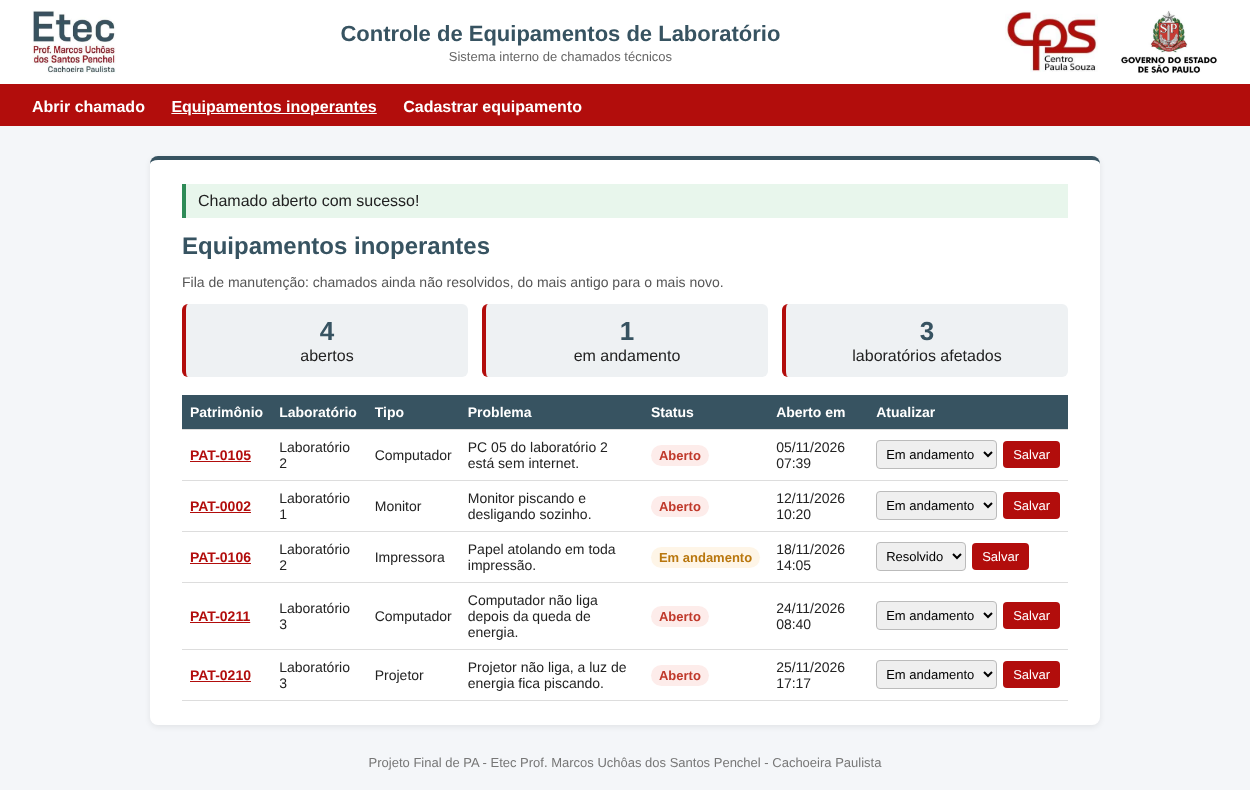 Etec
Prof. Marcos Uchôas
dos Santos Penchel
Cachoeira Paulista
Controle de Equipamentos de Laboratório
Sistema interno de chamados técnicos
CPS
Centro
Paula Souza
GOVERNO DO ESTADO
DE SÃO PAULO
Abrir chamado Equipamentos inoperantes Cadastrar equipamento
Chamado aberto com sucesso!
Equipamentos inoperantes
Fila de manutenção: chamados ainda não resolvidos, do mais antigo para o mais novo.
4
abertos
1
em andamento
3
laboratórios afetados
Patrimônio Laboratório Tipo Problema Status Aberto em Atualizar
PAT-0105 Laboratório 2 Computador PC 05 do laboratório 2 está sem internet. Aberto 05/11/2026 07:39 Em andamento Salvar
PAT-0002 Laboratório 1 Monitor Monitor piscando e desligando sozinho. Aberto 12/11/2026 10:20 Em andamento Salvar
PAT-0106 Laboratório 2 Impressora Papel atolando em toda impressão. Em andamento 18/11/2026 14:05 Resolvido Salvar
PAT-0211 Laboratório 3 Computador Computador não liga depois da queda de energia. Aberto 24/11/2026 08:40 Em andamento Salvar
PAT-0210 Laboratório 3 Projetor Projetor não liga, a luz de energia fica piscando. Aberto 25/11/2026 17:17 Em andamento Salvar
Projeto Final de PA - Etec Prof. Marcos Uchôas dos Santos Penchel - Cachoeira Paulista